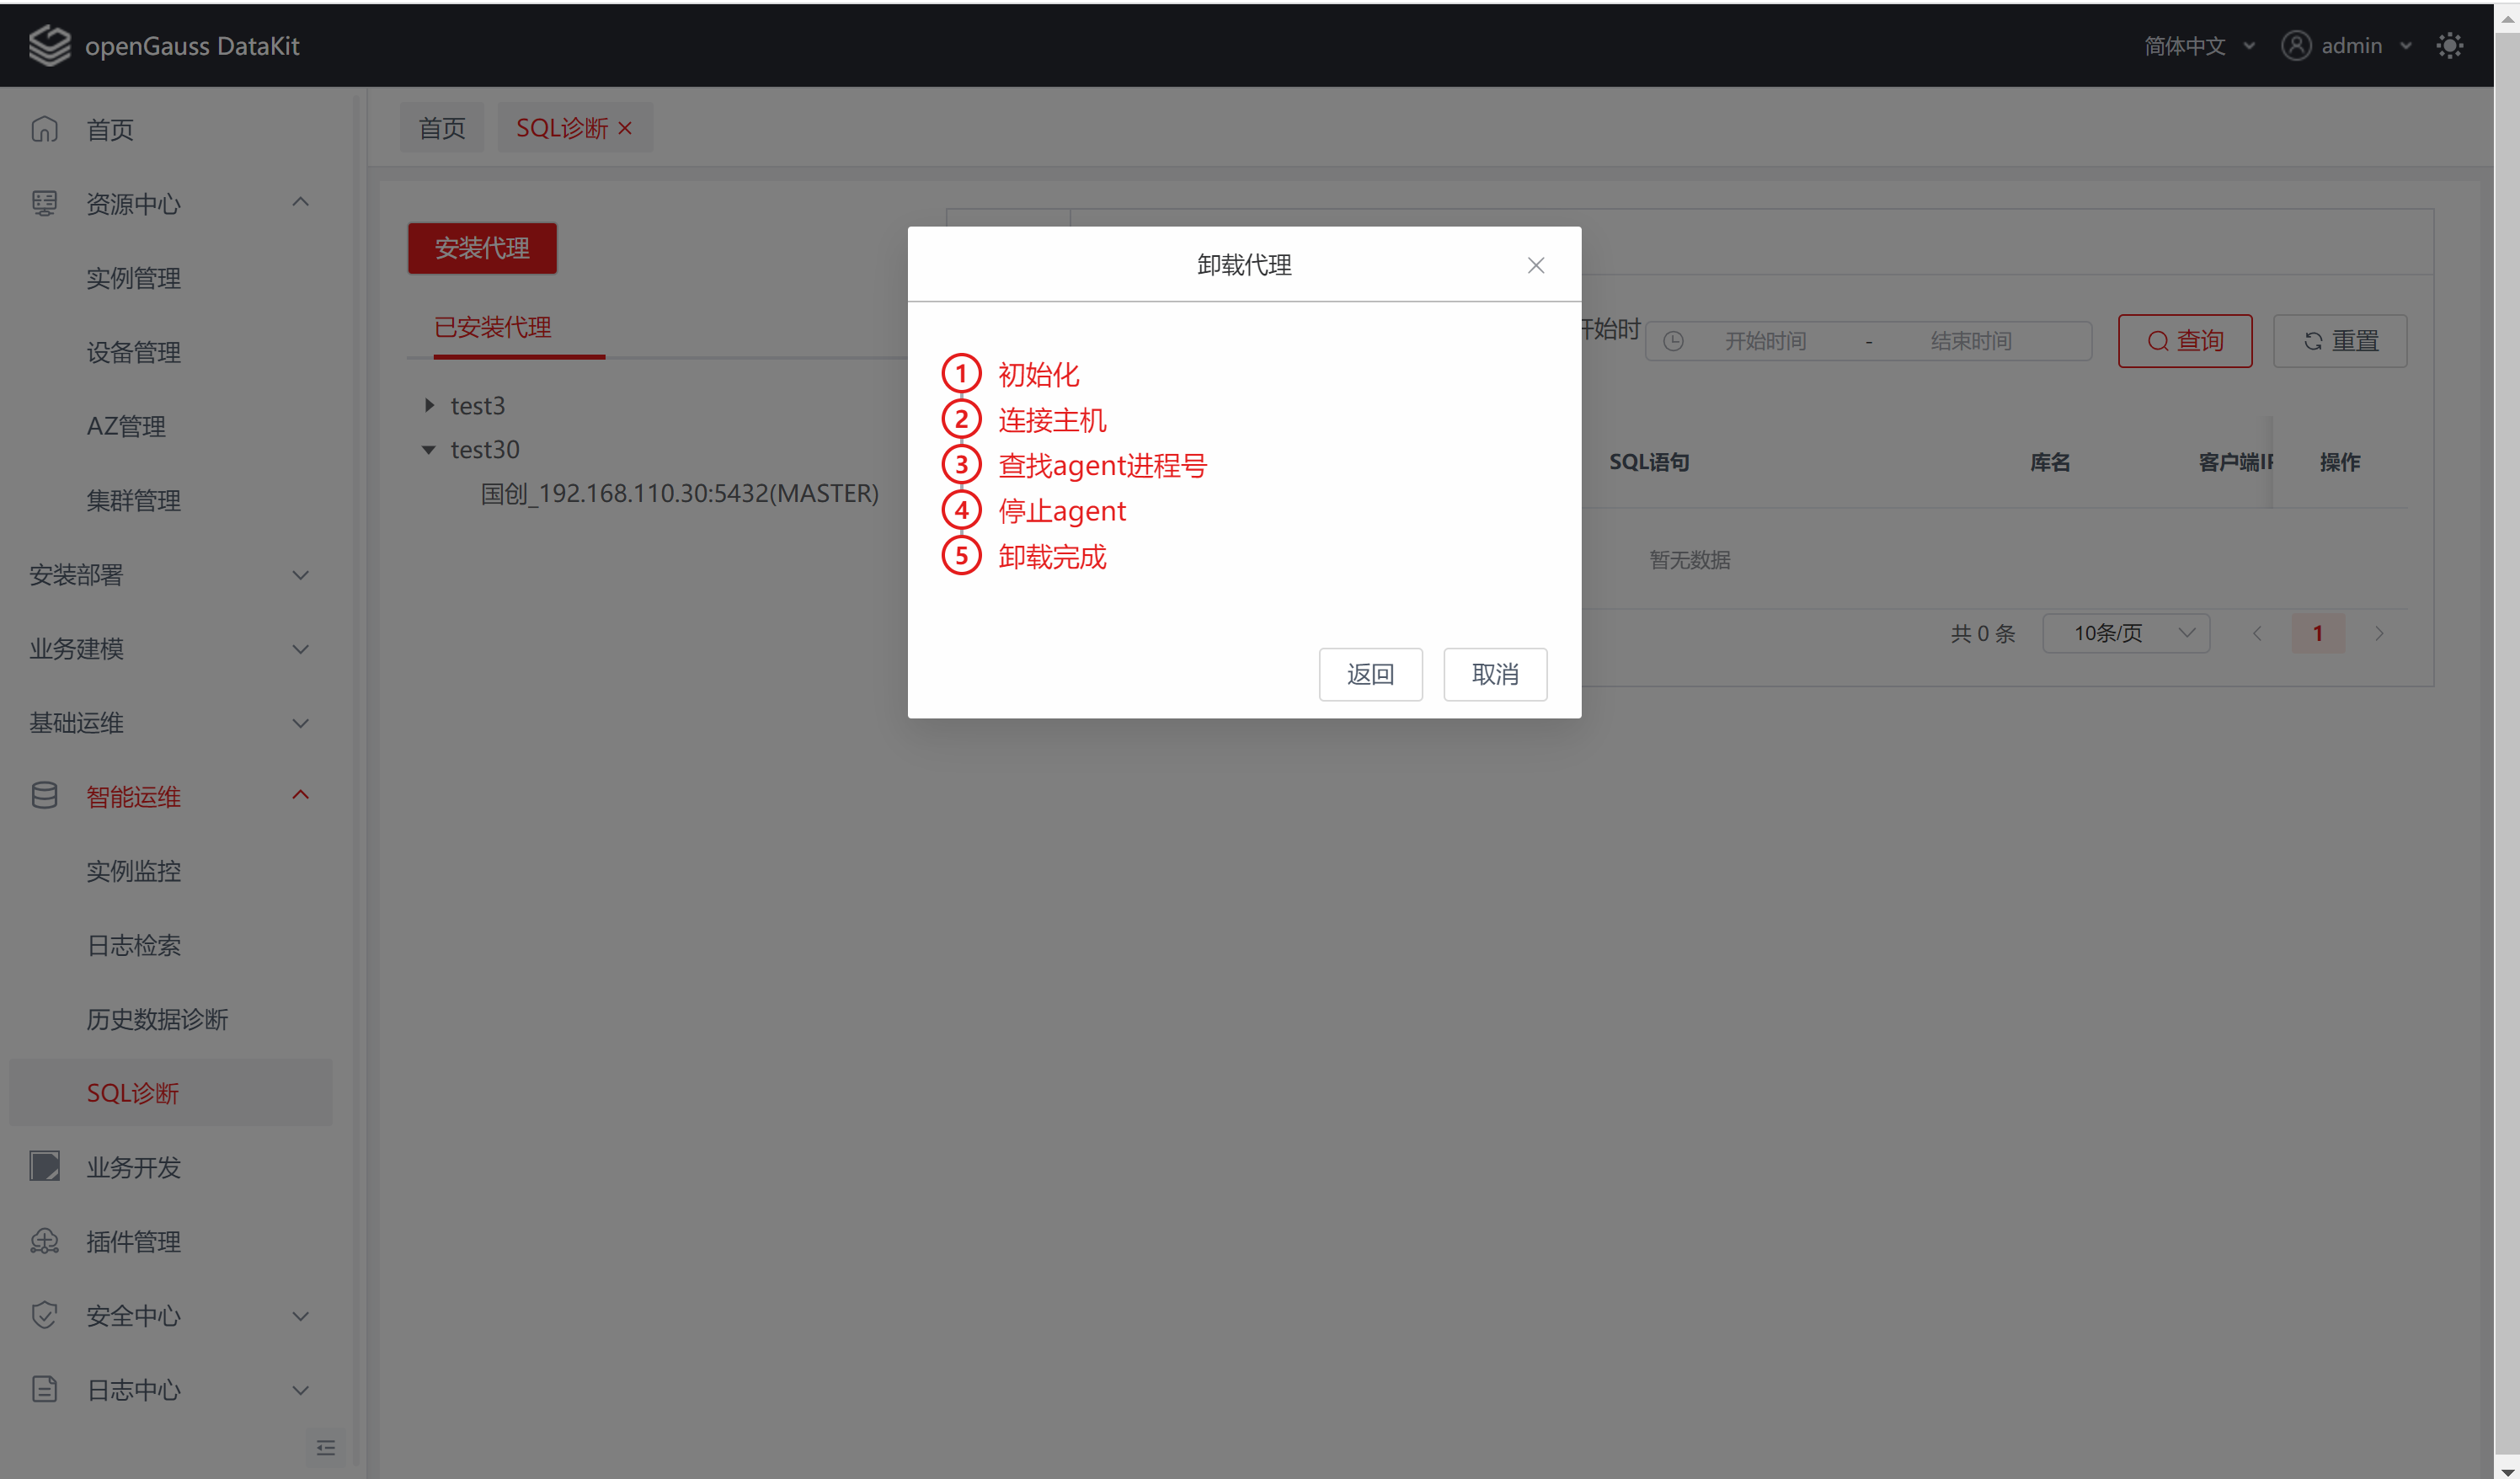 openGauss DataKit
简体中文
admin
首页
资源中心
实例管理
设备管理
AZ管理
集群管理
安装部署
业务建模
基础运维
智能运维
实例监控
日志检索
历史数据诊断
SQL诊断
业务开发
插件管理
安全中心
日志中心
首页 SQL诊断
安装代理
已安装代理
test3
test30
国创_192.168.110.30:5432(MASTER)
卸载代理
1 初始化
2 连接主机
3 查找agent进程号
4 停止agent
5 卸载完成
返回 取消
开始时 开始时间 - 结束时间 查询 重置
SQL语句 库名 客户端IP 操作
暂无数据
共 0 条 10条/页 1